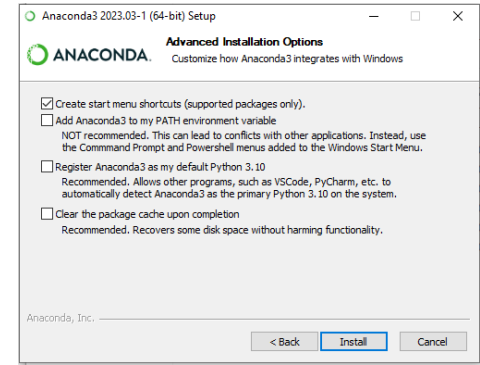 Anaconda3 2023.03-1 (64-bit) Setup
ANACONDA.
Advanced Installation Options
Customize how Anaconda3 integrates with Windows
Create start menu shortcuts (supported packages only).
Add Anaconda3 to my PATH environment variable
NOT recommended. This can lead to conflicts with other applications. Instead, use
the Commmand Prompt and Powershell menus added to the Windows Start Menu.
Register Anaconda3 as my default Python 3.10
Recommended. Allows other programs, such as VSCode, PyCharm, etc. to
automatically detect Anaconda3 as the primary Python 3.10 on the system.
Clear the package cache upon completion
Recommended. Recovers some disk space without harming functionality.
Anaconda, Inc.
< Back Install Cancel